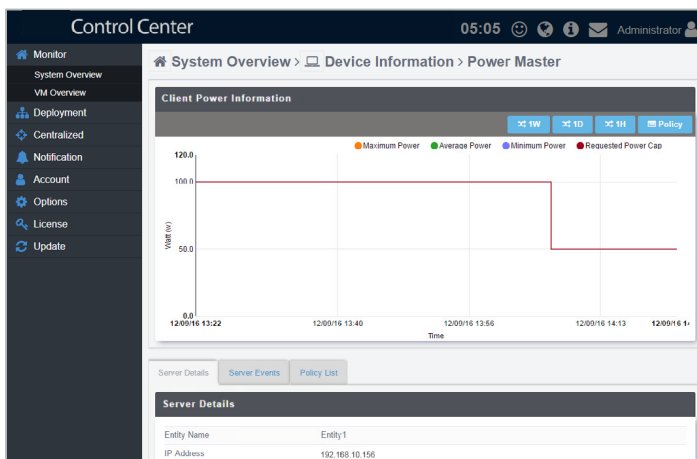 Control Center
05:05
Administrator
Monitor
System Overview
VM Overview
Deployment
Centralized
Notification
Account
Options
License
Update
System Overview > Device Information > Power Master
Client Power Information
1W 1D 1H Policy
Maximum Power Average Power Minimum Power Requested Power Cap
120.0
100.0
50.0
0.0
Watt (w)
12/09/16 13:22 12/09/16 13:40 12/09/16 13:56 12/09/16 14:13 12/09/16 1
Time
Server Details Server Events Policy List
Server Details
Entity Name Entity1
IP Address 192.168.10.156